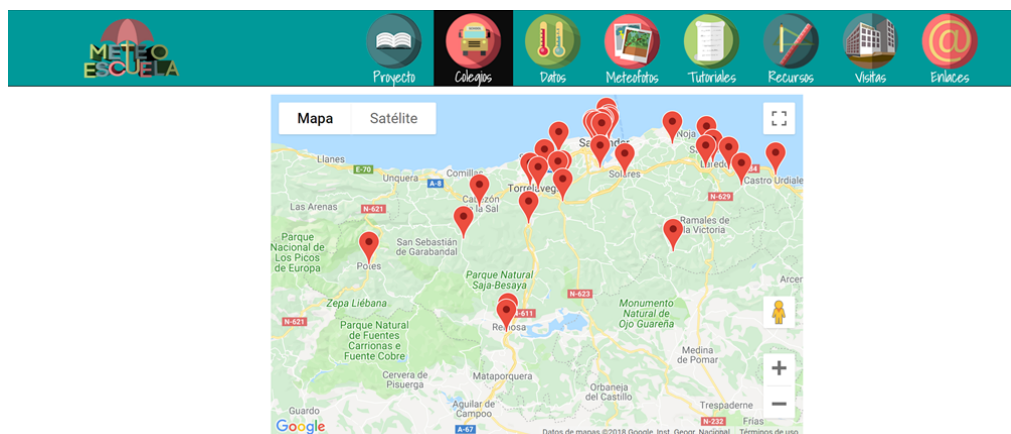 METEO
ESCUELA
Proyecto
Colegios
Datos
Meteofotos
Tutoriales
Recursos
Visitas
Enlaces
Mapa
Satélite
Noja
Llanes
E-70
Unquera
A-8
Comillas
Solares
Laredo
Castro Urdiales
Torrelavega
Las Arenas
N-621
Cabezón
de la Sal
N-629
Parque
Nacional de
Los Picos
de Europa
San Sebastián
de Garabandal
Ramales de
la Victoria
Potes
Parque Natural
Saja-Besaya
Zepa Liébana
N-623
Monumento
Natural de
Ojo Guareña
N-621
N-611
Reinosa
Parque Natural
de Fuentes
Carrionas e
Fuente Cobre
Medina
de Pomar
Cervera de
Pisuerga
Mataporquera
Orbaneja
del Castillo
Aguilar de
Campoo
Trespaderne
Guardo
Google
A-67
N-232
Frías
Datos de mapas ©2018 Google, Inst. Geogr. Nacional
Términos de uso